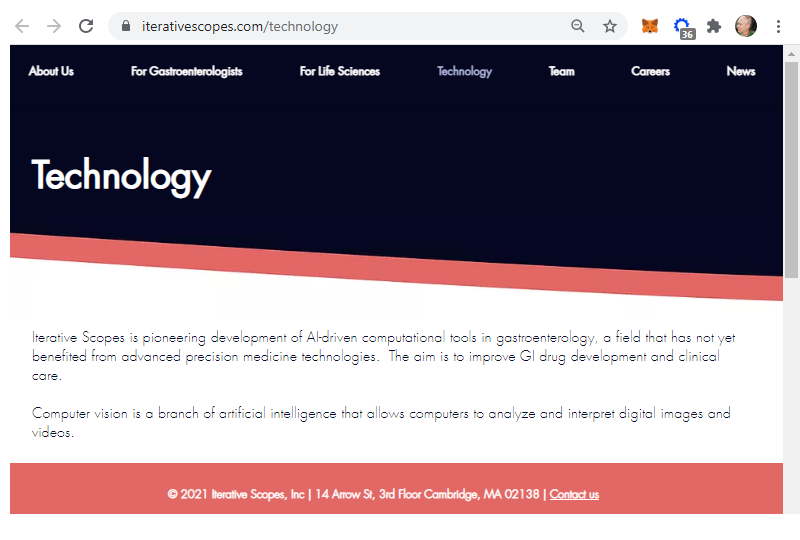 iterativescopes.com/technology
36
About Us For Gastroenterologists For Life Sciences Technology Team Careers News
Technology
Iterative Scopes is pioneering development of AI-driven computational tools in gastroenterology, a field that has not yet
benefited from advanced precision medicine technologies. The aim is to improve GI drug development and clinical
care.
Computer vision is a branch of artificial intelligence that allows computers to analyze and interpret digital images and
videos.
© 2021 Iterative Scopes, Inc | 14 Arrow St, 3rd Floor Cambridge, MA 02138 | Contact us